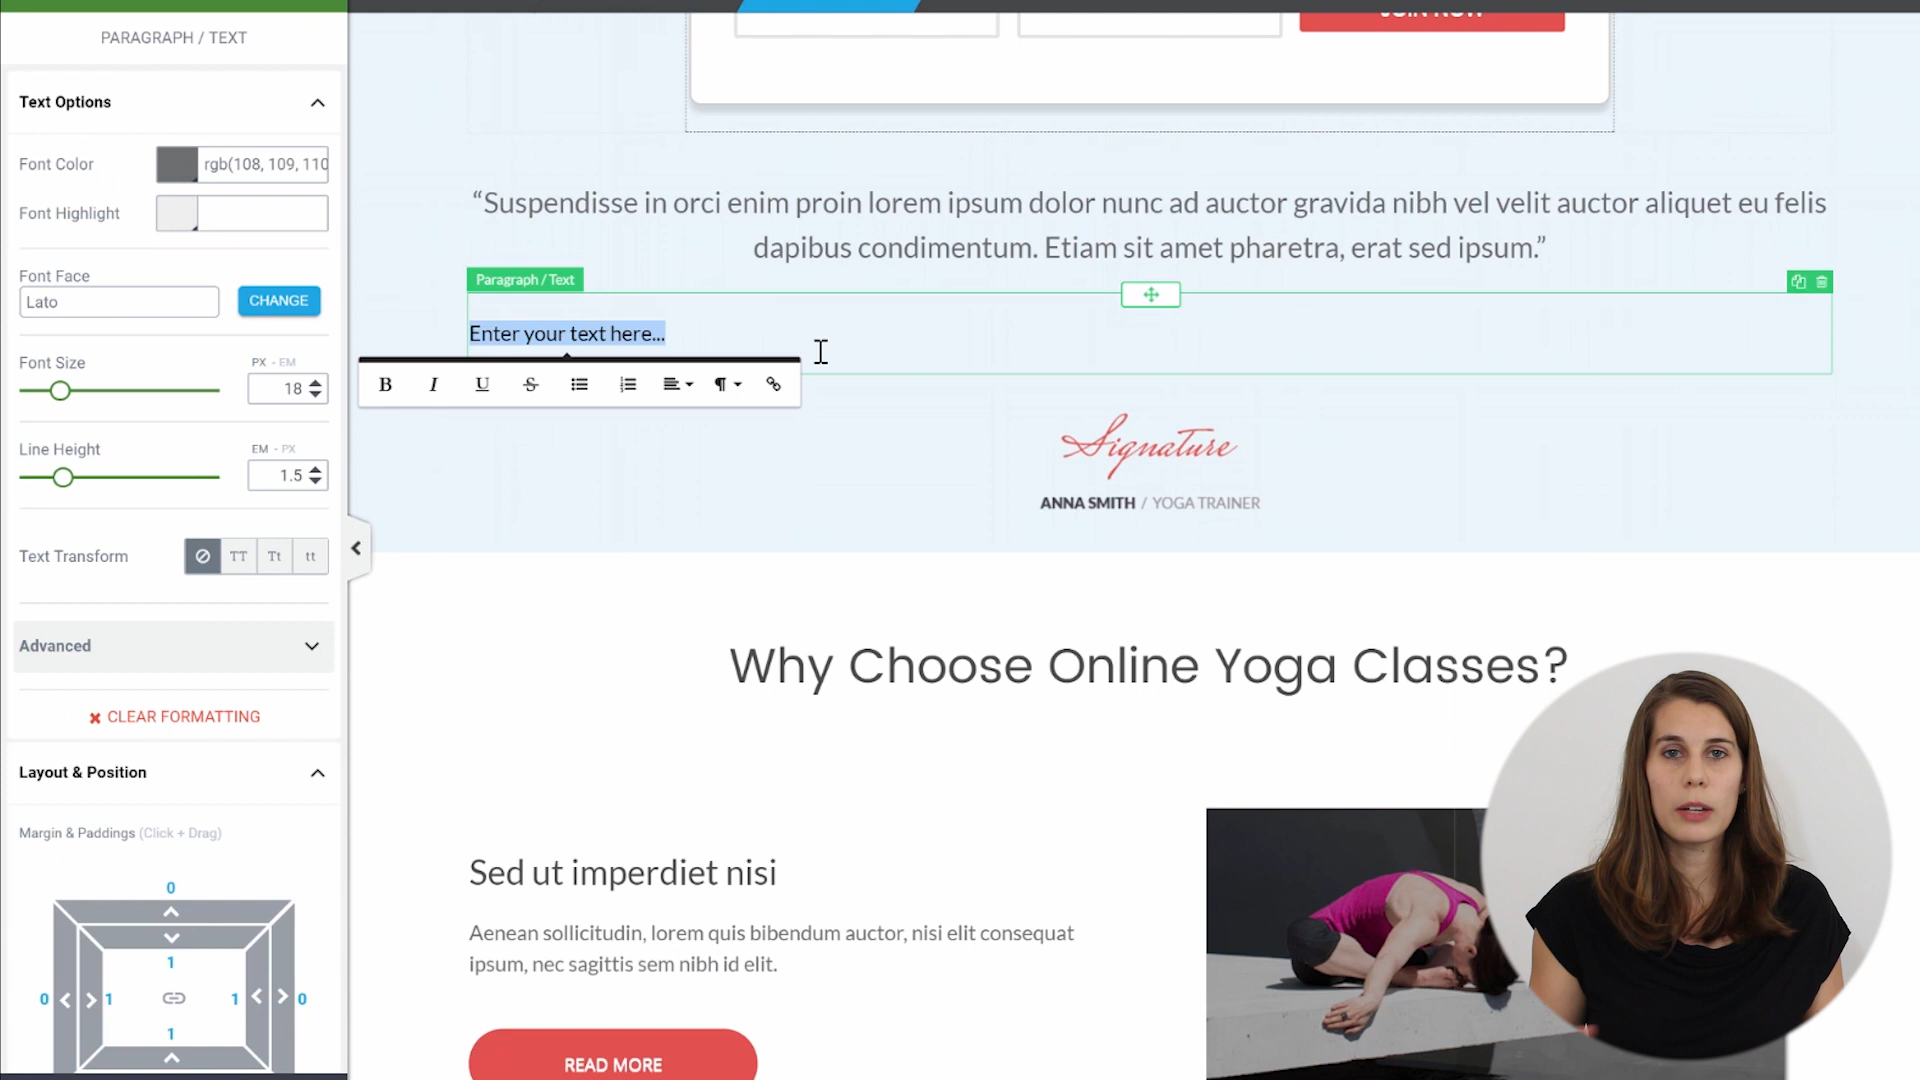 PARAGRAPH / TEXT
Text Options
Font Color
rgb(108, 109, 110
Font Highlight
Font Face
Lato
CHANGE
Font Size
PX - EM
18
Line Height
EM - PX
1.5
Text Transform
TT
Tt
tt
Advanced
CLEAR FORMATTING
Layout & Position
Margin & Paddings (Click + Drag)
0
1
0
1
1
0
1
JOIN NOW
“Suspendisse in orci enim proin lorem ipsum dolor nunc ad auctor gravida nibh vel velit auctor aliquet eu felis
dapibus condimentum. Etiam sit amet pharetra, erat sed ipsum.”
Paragraph / Text
Enter your text here...
B I U S
Signature
ANNA SMITH / YOGA TRAINER
Why Choose Online Yoga Classes?
Sed ut imperdiet nisi
Aenean sollicitudin, lorem quis bibendum auctor, nisi elit consequat
ipsum, nec sagittis sem nibh id elit.
READ MORE